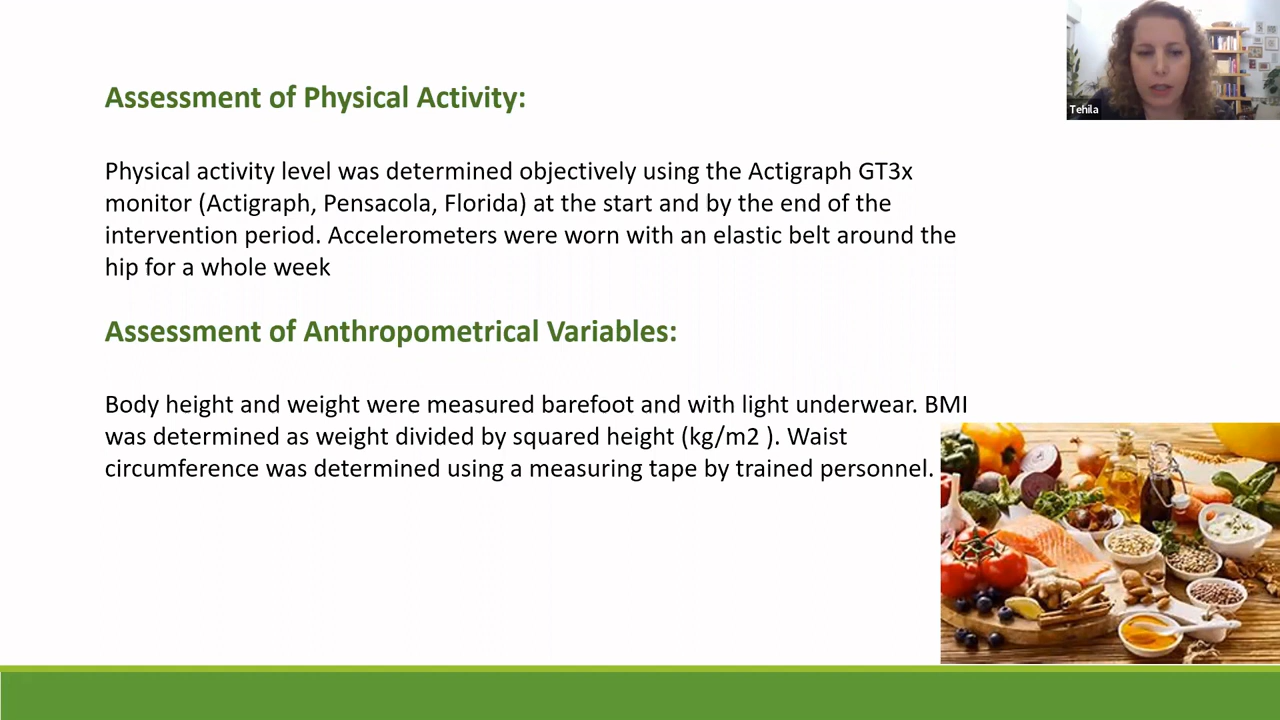 Assessment of Physical Activity:
Physical activity level was determined objectively using the Actigraph GT3x
monitor (Actigraph, Pensacola, Florida) at the start and by the end of the
intervention period. Accelerometers were worn with an elastic belt around the
hip for a whole week
Assessment of Anthropometrical Variables:
Body height and weight were measured barefoot and with light underwear. BMI
was determined as weight divided by squared height (kg/m2 ). Waist
circumference was determined using a measuring tape by trained personnel.
Tehila